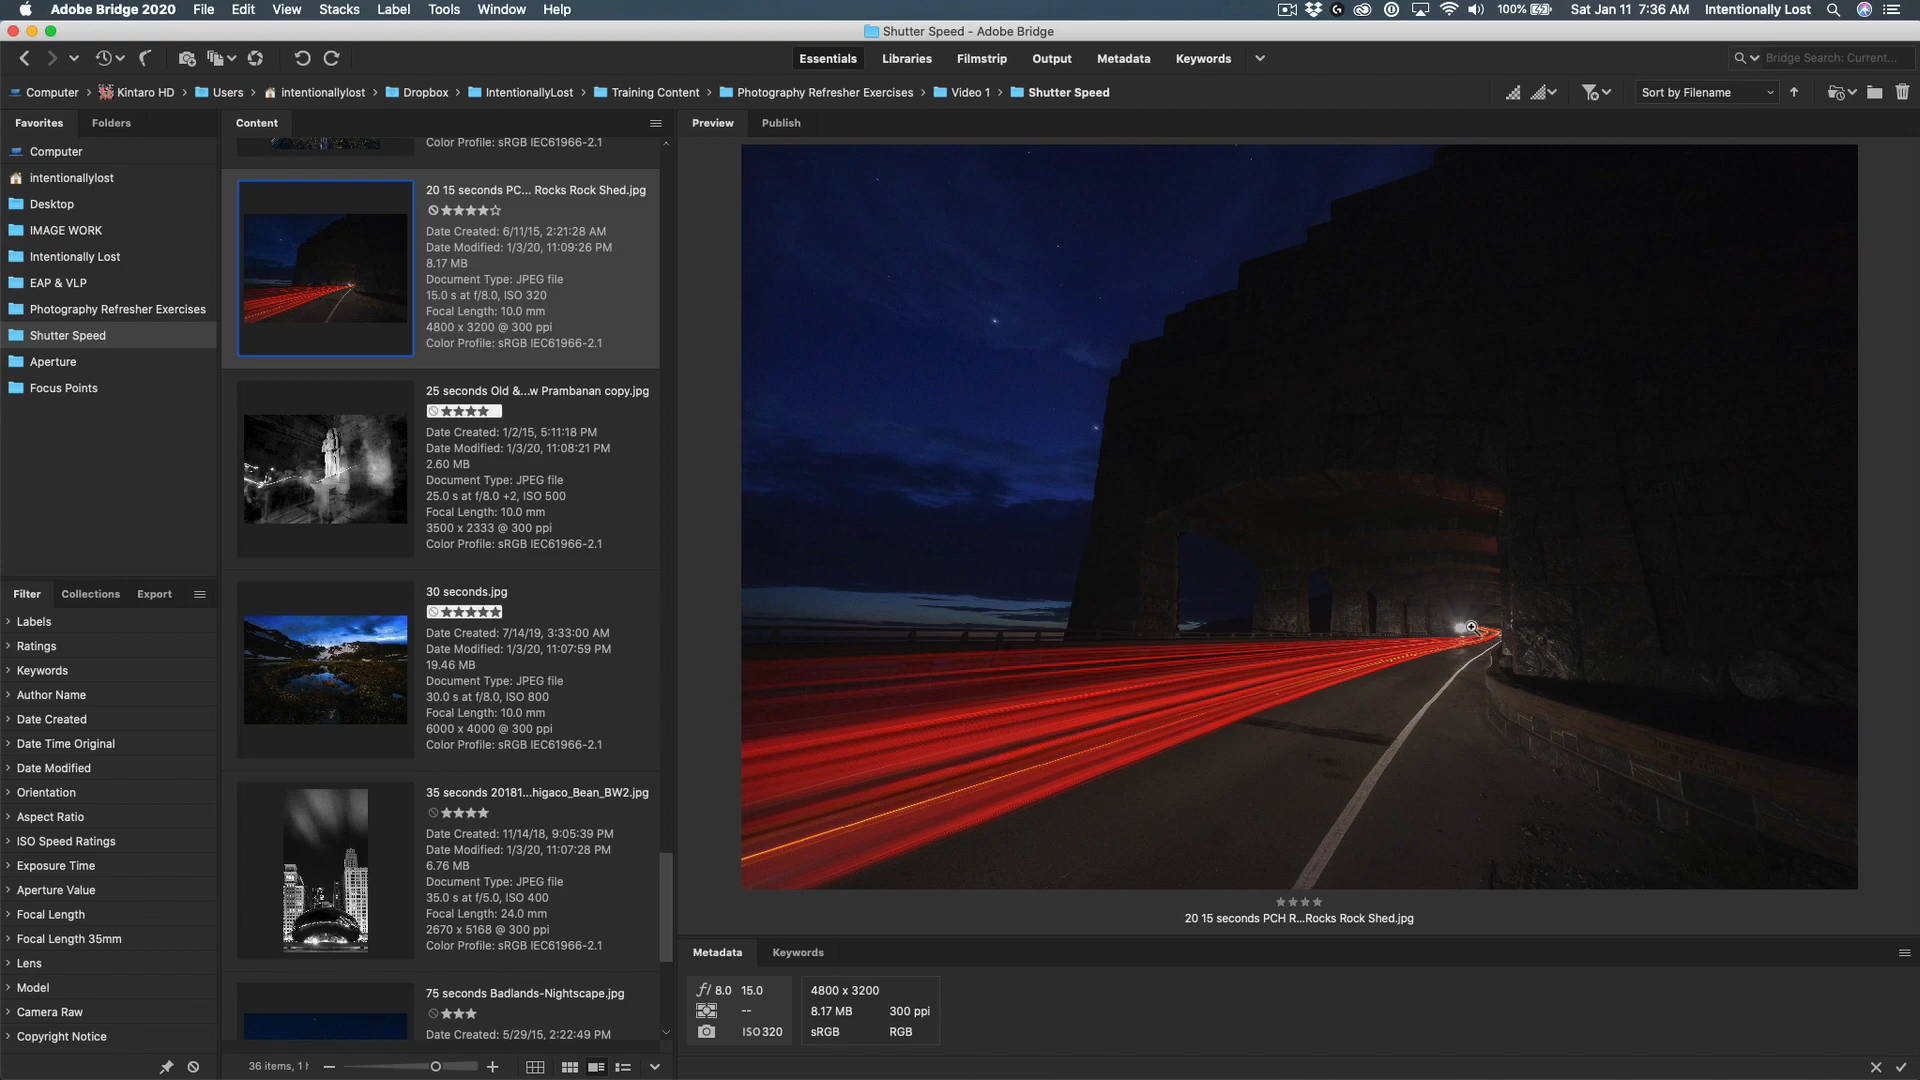 Adobe Bridge 2020 File Edit View Stacks Label Tools Window Help 100% Sat Jan 11 7:36 AM Intentionally Lost
Shutter Speed - Adobe Bridge
Essentials Libraries Filmstrip Output Metadata Keywords Bridge Search: Current...
Computer Kintaro HD Users intentionallylost Dropbox IntentionallyLost Training Content Photography Refresher Exercises Video 1 Shutter Speed Sort by Filename
Favorites Folders
Computer
intentionallylost
Desktop
IMAGE WORK
Intentionally Lost
EAP & VLP
Photography Refresher Exercises
Shutter Speed
Aperture
Focus Points
Filter Collections Export
Labels
Ratings
Keywords
Author Name
Date Created
Date Time Original
Date Modified
Orientation
Aspect Ratio
ISO Speed Ratings
Exposure Time
Aperture Value
Focal Length
Focal Length 35mm
Lens
Model
Camera Raw
Copyright Notice
Content
Color Profile: sRGB IEC61966-2.1
20 15 seconds PC... Rocks Rock Shed.jpg
Date Created: 6/11/15, 2:21:28 AM
Date Modified: 1/3/20, 11:09:26 PM
8.17 MB
Document Type: JPEG file
15.0 s at f/8.0, ISO 320
Focal Length: 10.0 mm
4800 x 3200 @ 300 ppi
Color Profile: sRGB IEC61966-2.1
25 seconds Old &...w Prambanan copy.jpg
Date Created: 1/2/15, 5:11:18 PM
Date Modified: 1/3/20, 11:08:21 PM
2.60 MB
Document Type: JPEG file
25.0 s at f/8.0 +2, ISO 500
Focal Length: 10.0 mm
3500 x 2333 @ 300 ppi
Color Profile: sRGB IEC61966-2.1
30 seconds.jpg
Date Created: 7/14/19, 3:33:00 AM
Date Modified: 1/3/20, 11:07:59 PM
19.46 MB
Document Type: JPEG file
30.0 s at f/8.0, ISO 800
Focal Length: 10.0 mm
6000 x 4000 @ 300 ppi
Color Profile: sRGB IEC61966-2.1
35 seconds 20181...higaco_Bean_BW2.jpg
Date Created: 11/14/18, 9:05:39 PM
Date Modified: 1/3/20, 11:07:28 PM
6.76 MB
Document Type: JPEG file
35.0 s at f/5.0, ISO 400
Focal Length: 24.0 mm
2670 x 5168 @ 300 ppi
Color Profile: sRGB IEC61966-2.1
75 seconds Badlands-Nightscape.jpg
Date Created: 5/29/15, 2:22:49 PM
36 items, 1 h
Preview Publish
20 15 seconds PCH R...Rocks Rock Shed.jpg
Metadata Keywords
f/ 8.0 15.0
--
ISO320
4800 x 3200
8.17 MB 300 ppi
sRGB RGB